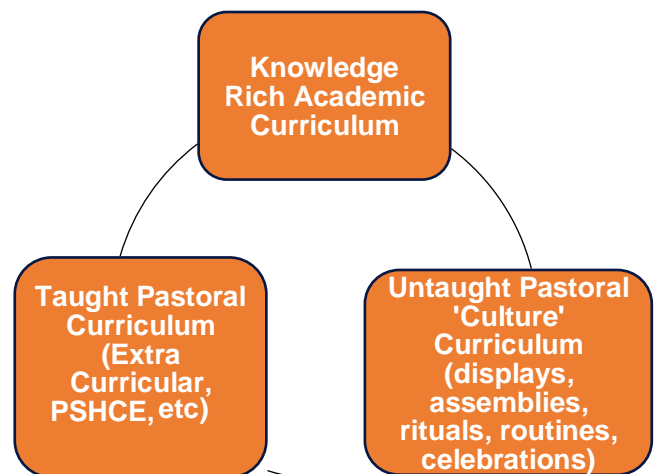 Knowledge
Rich Academic
Curriculum
Taught Pastoral
Curriculum
(Extra
Curricular,
PSHCE, etc)
Untaught Pastoral
'Culture'
Curriculum
(displays,
assemblies,
rituals, routines,
celebrations)